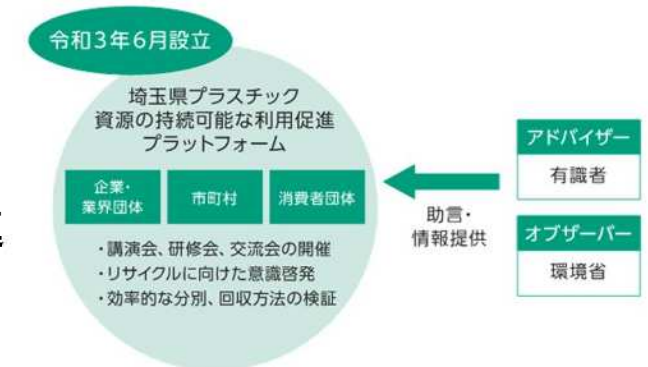 令和3年6月設立
埼玉県プラスチック
資源の持続可能な利用促進
プラットフォーム
企業・
業界団体
市町村
消費者団体
・講演会、研修会、交流会の開催
・リサイクルに向けた意識啓発
・効率的な分別、回収方法の検証
助言・
情報提供
アドバイザー
有識者
オブザーバー
環境省